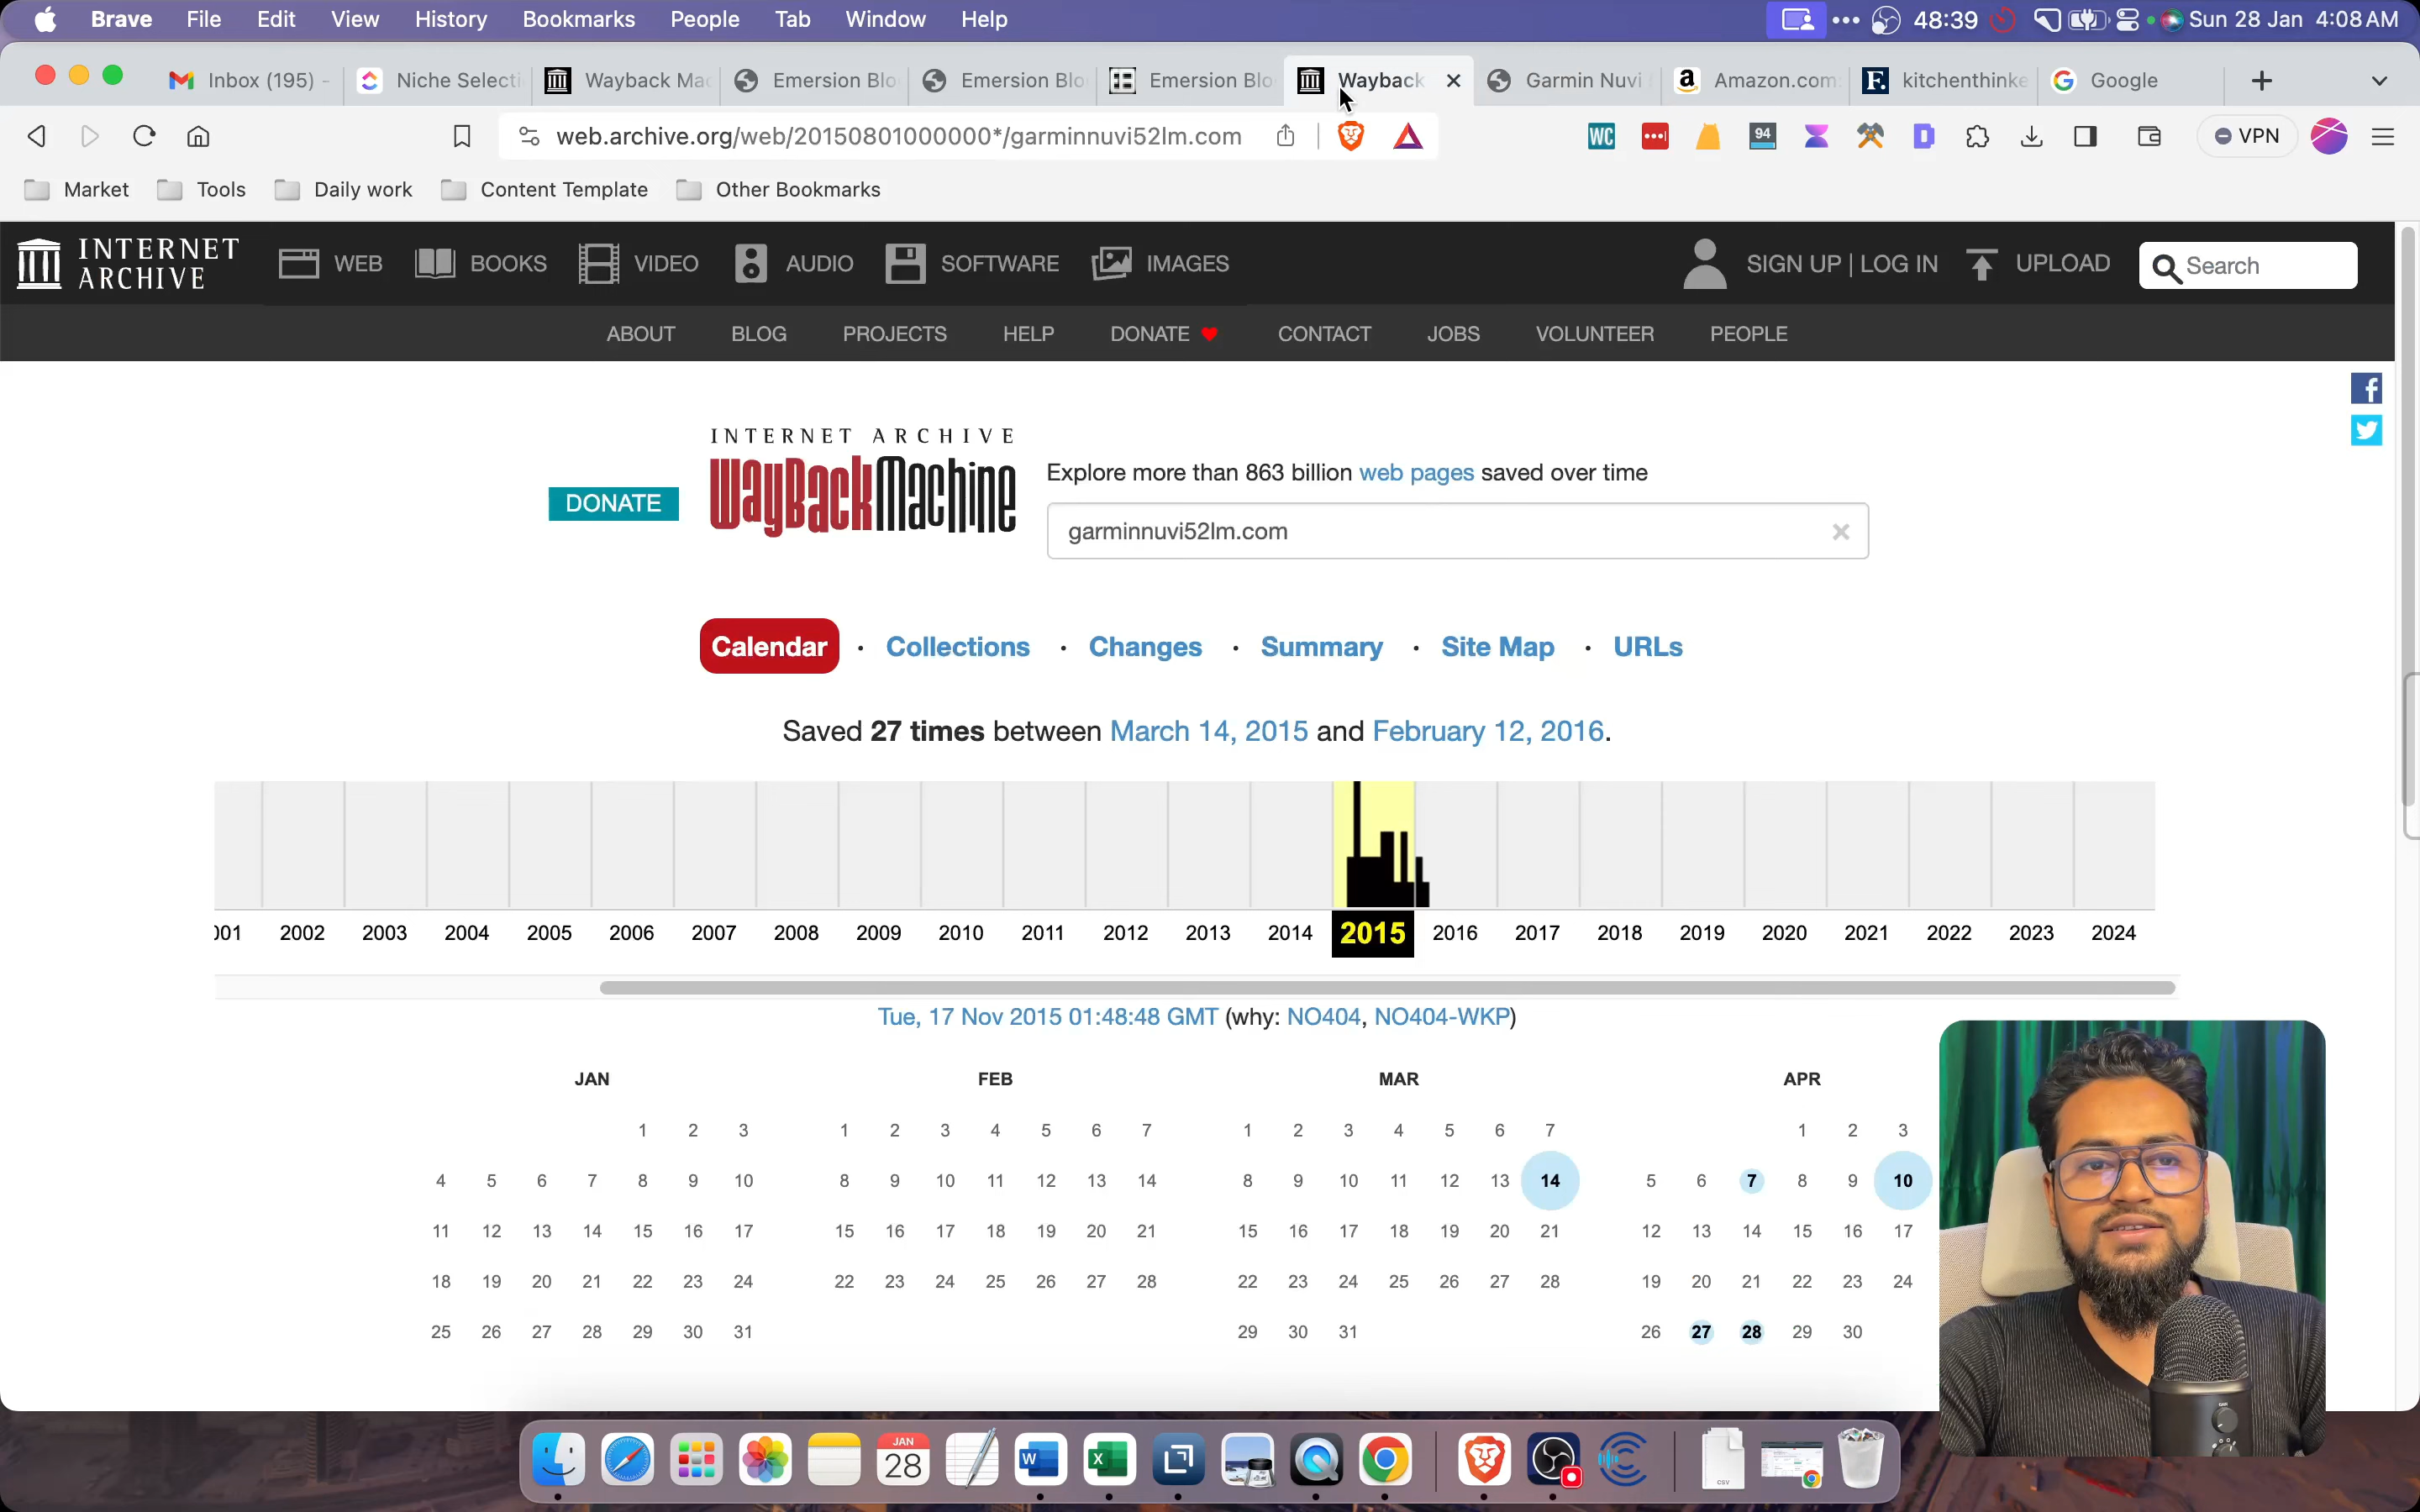 Brave File Edit View History Bookmarks People Tab Window Help 48:39 Sun 28 Jan 4:08 AM
Inbox (195) - Niche Selecti Wayback Mac Emersion Blo Emersion Blo Emersion Blo Wayback Garmin Nuvi Amazon.com: kitchenthinke Google
web.archive.org/web/20150801000000*/garminnuvi52lm.com WC 94 VPN
Market Tools Daily work Content Template Other Bookmarks
INTERNET ARCHIVE WEB BOOKS VIDEO AUDIO SOFTWARE IMAGES SIGN UP | LOG IN UPLOAD Search
ABOUT BLOG PROJECTS HELP DONATE CONTACT JOBS VOLUNTEER PEOPLE
INTERNET ARCHIVE
WayBackMachine
DONATE
Explore more than 863 billion web pages saved over time
garminnuvi52lm.com
Calendar · Collections · Changes · Summary · Site Map · URLs
Saved 27 times between March 14, 2015 and February 12, 2016.
001 2002 2003 2004 2005 2006 2007 2008 2009 2010 2011 2012 2013 2014 2015 2016 2017 2018 2019 2020 2021 2022 2023 2024
Tue, 17 Nov 2015 01:48:48 GMT (why: NO404, NO404-WKP)
JAN FEB MAR APR
1 2 3 1 2 3 4 5 6 7 1 2 3 4 5 6 7 1 2 3
4 5 6 7 8 9 10 8 9 10 11 12 13 14 8 9 10 11 12 13 14 5 6 7 8 9 10
11 12 13 14 15 16 17 15 16 17 18 19 20 21 15 16 17 18 19 20 21 12 13 14 15 16 17
18 19 20 21 22 23 24 22 23 24 25 26 27 28 22 23 24 25 26 27 28 19 20 21 22 23 24
25 26 27 28 29 30 31 29 30 31 26 27 28 29 30
JAN
28
W
X
CSV